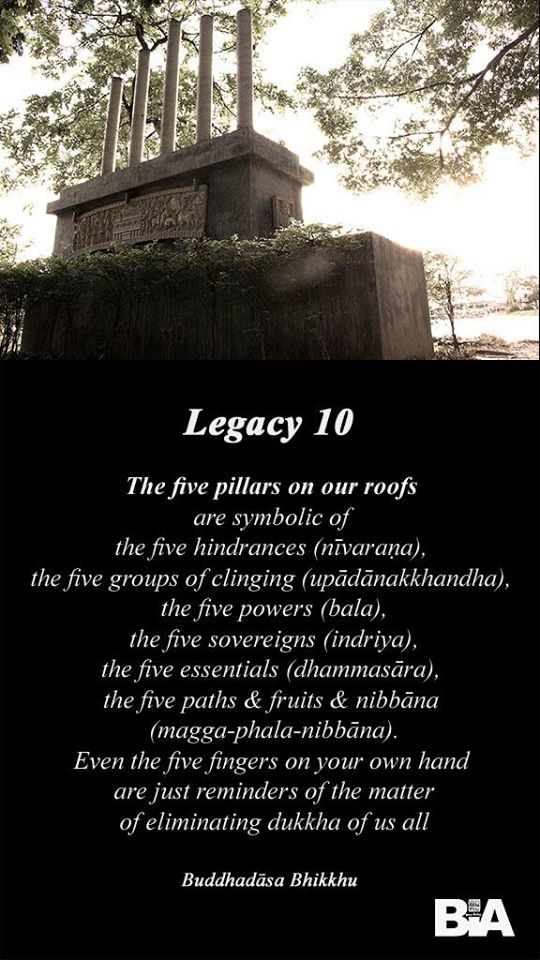 Legacy 10
The five pillars on our roofs
are symbolic of
the five hindrances (nīvaraṇa),
the five groups of clinging (upādānakkhandha),
the five powers (bala),
the five sovereigns (indriya),
the five essentials (dhammasāra),
the five paths & fruits & nibbāna
(magga-phala-nibbāna).
Even the five fingers on your own hand
are just reminders of the matter
of eliminating dukkha of us all
Buddhadāsa Bhikkhu
BIA